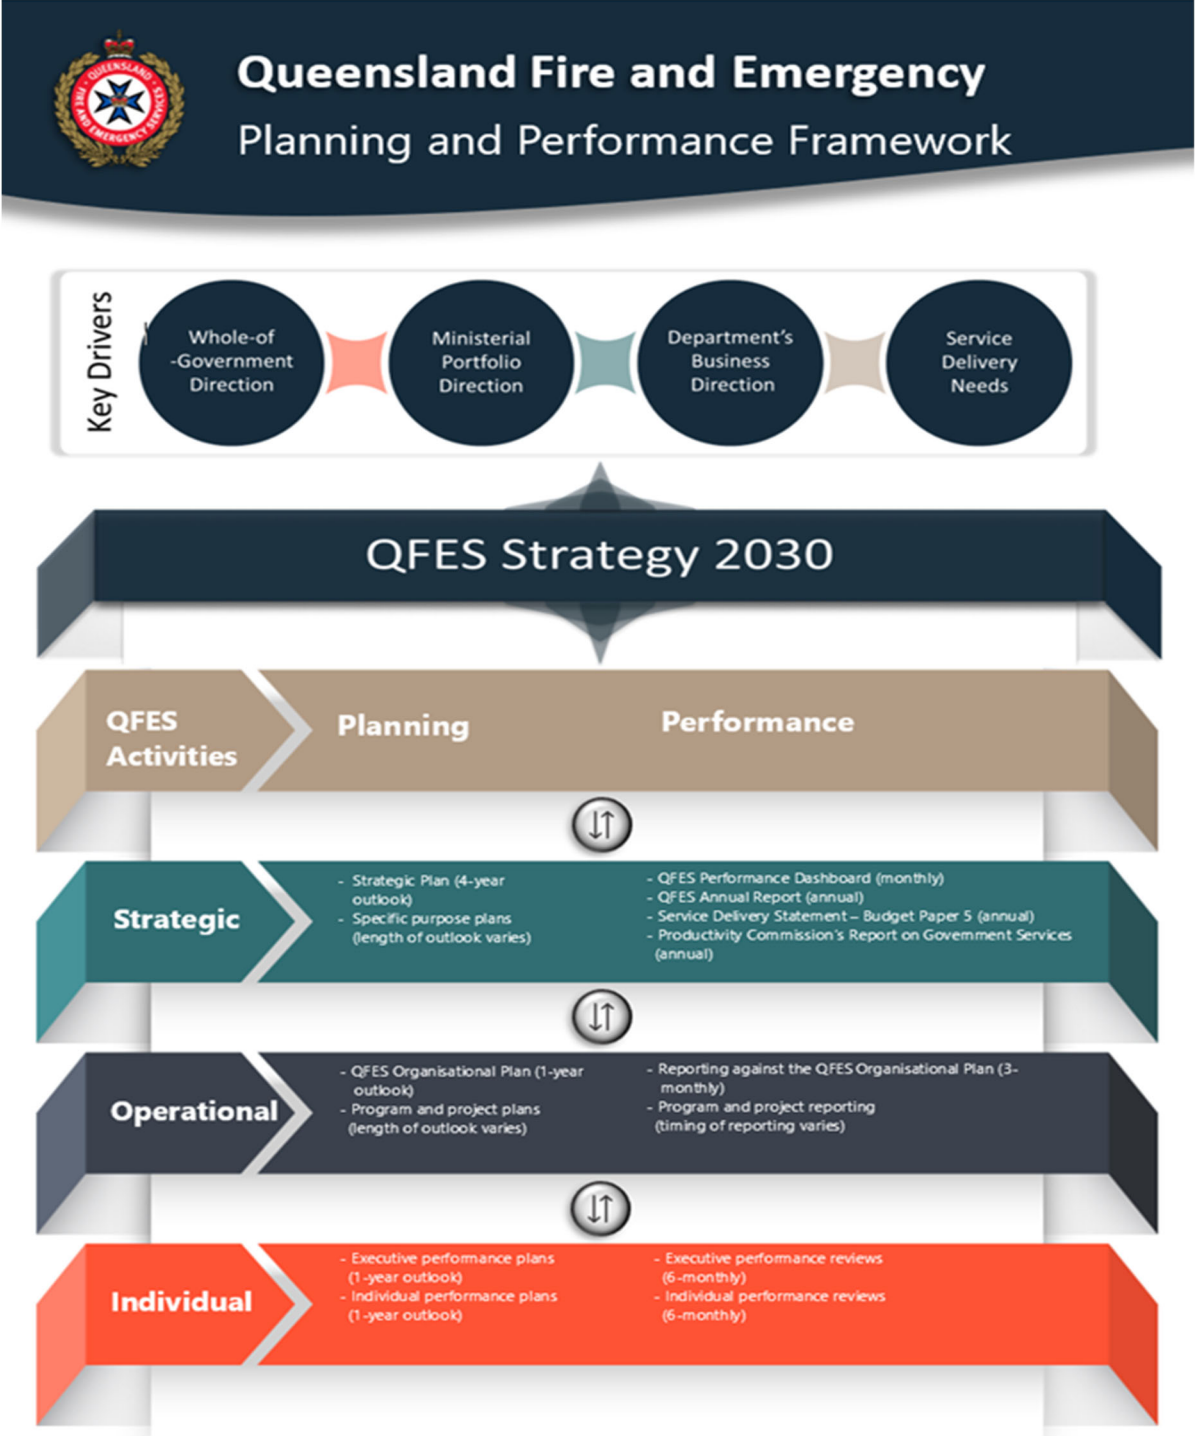 QUEENSLAND
FIRE AND EMERGENCY SERVICES
Queensland Fire and Emergency
Planning and Performance Framework
Key Drivers
Whole-of
-Government
Direction
Ministerial
Portfolio
Direction
Department's
Business
Direction
Service
Delivery
Needs
QFES Strategy 2030
QFES
Activities
Planning
Performance
Strategic
- Strategic Plan (4-year
outlook)
- Specific purpose plans
(length of outlook varies)
- QFES Performance Dashboard (monthly)
- QFES Annual Report (annual)
- Service Delivery Statement – Budget Paper 5 (annual)
- Productivity Commission's Report on Government Services
(annual)
Operational
- QFES Organisational Plan (1-year
outlook)
- Program and project plans
(length of outlook varies)
- Reporting against the QFES Organisational Plan (3-
monthly)
- Program and project reporting
(timing of reporting varies)
Individual
- Executive performance plans
(1-year outlook)
- Individual performance plans
(1-year outlook)
- Executive performance reviews
(6-monthly)
- Individual performance reviews
(6-monthly)